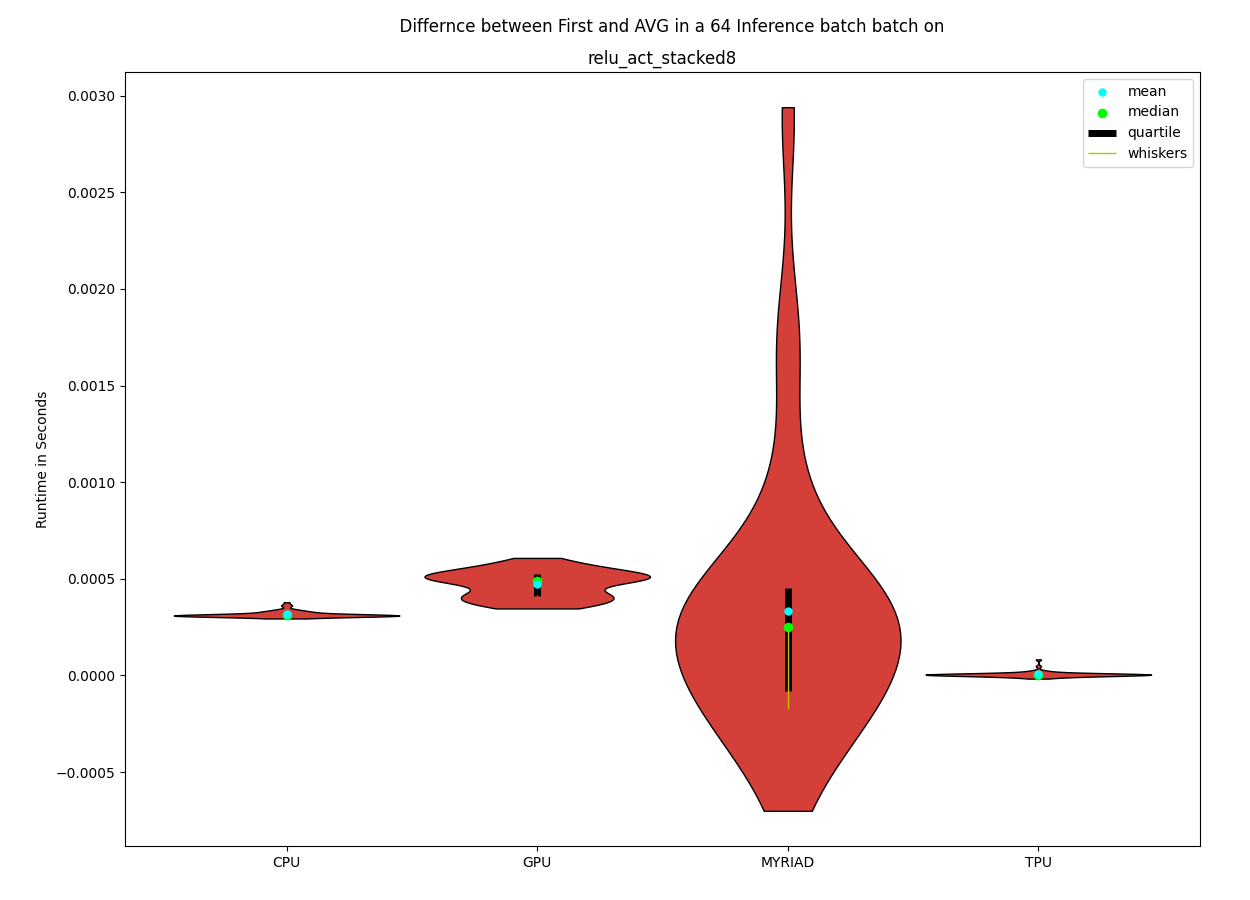 Differnce between First and AVG in a 64 Inference batch batch on
relu_act_stacked8
mean
median
quartile
whiskers
0.0030
0.0025
0.0020
0.0015
0.0010
0.0005
0.0000
−0.0005
Runtime in Seconds
CPU GPU MYRIAD TPU